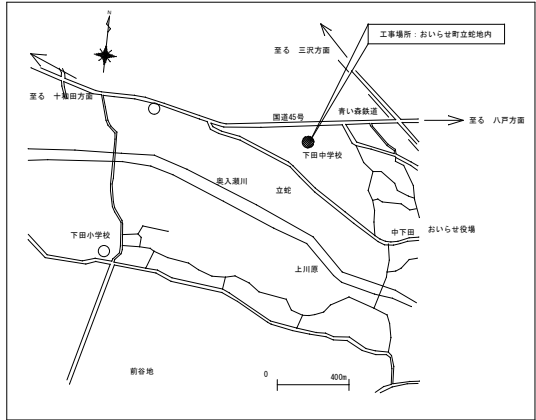 N
工事場所：おいらせ町立蛇地内
至る 三沢方面
至る 十和田方面
国道45号
青い森鉄道
至る 八戸方面
下田中学校
奥入瀬川
立蛇
下田小学校
中下田
おいらせ役場
上川原
前谷地
0
400m